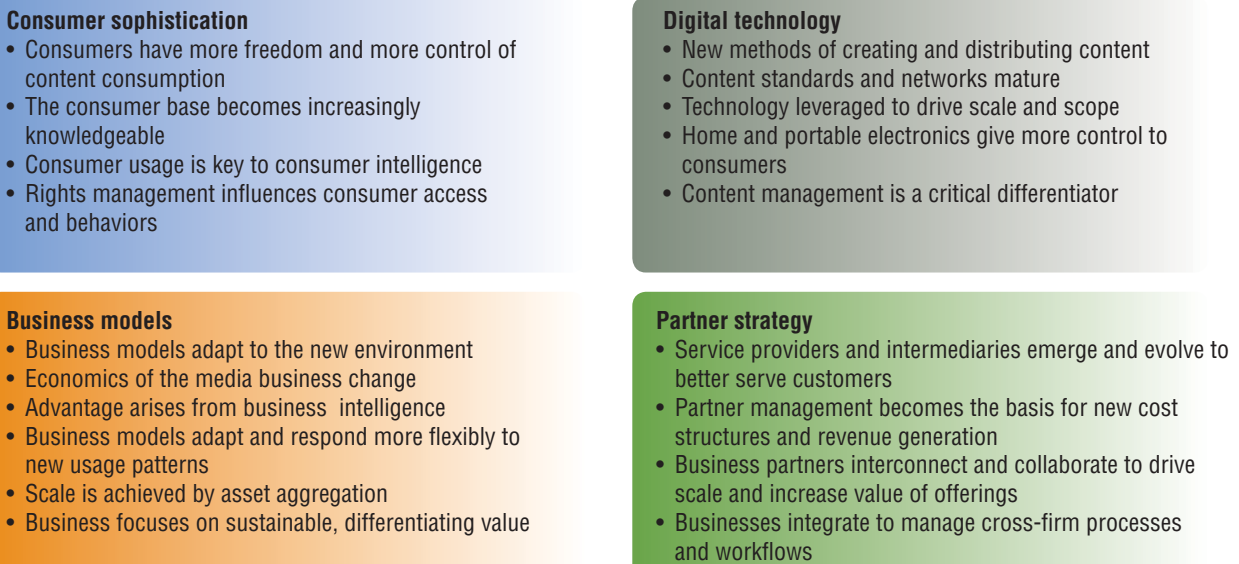 Consumer sophistication
• Consumers have more freedom and more control of
content consumption
• The consumer base becomes increasingly
knowledgeable
• Consumer usage is key to consumer intelligence
• Rights management influences consumer access
and behaviors
Digital technology
• New methods of creating and distributing content
• Content standards and networks mature
• Technology leveraged to drive scale and scope
• Home and portable electronics give more control to
consumers
• Content management is a critical differentiator
Business models
• Business models adapt to the new environment
• Economics of the media business change
• Advantage arises from business  intelligence
• Business models adapt and respond more flexibly to
new usage patterns
• Scale is achieved by asset aggregation
• Business focuses on sustainable, differentiating value
Partner strategy
• Service providers and intermediaries emerge and evolve to
better serve customers
• Partner management becomes the basis for new cost
structures and revenue generation
• Business partners interconnect and collaborate to drive
scale and increase value of offerings
• Businesses integrate to manage cross-firm processes
and workflows